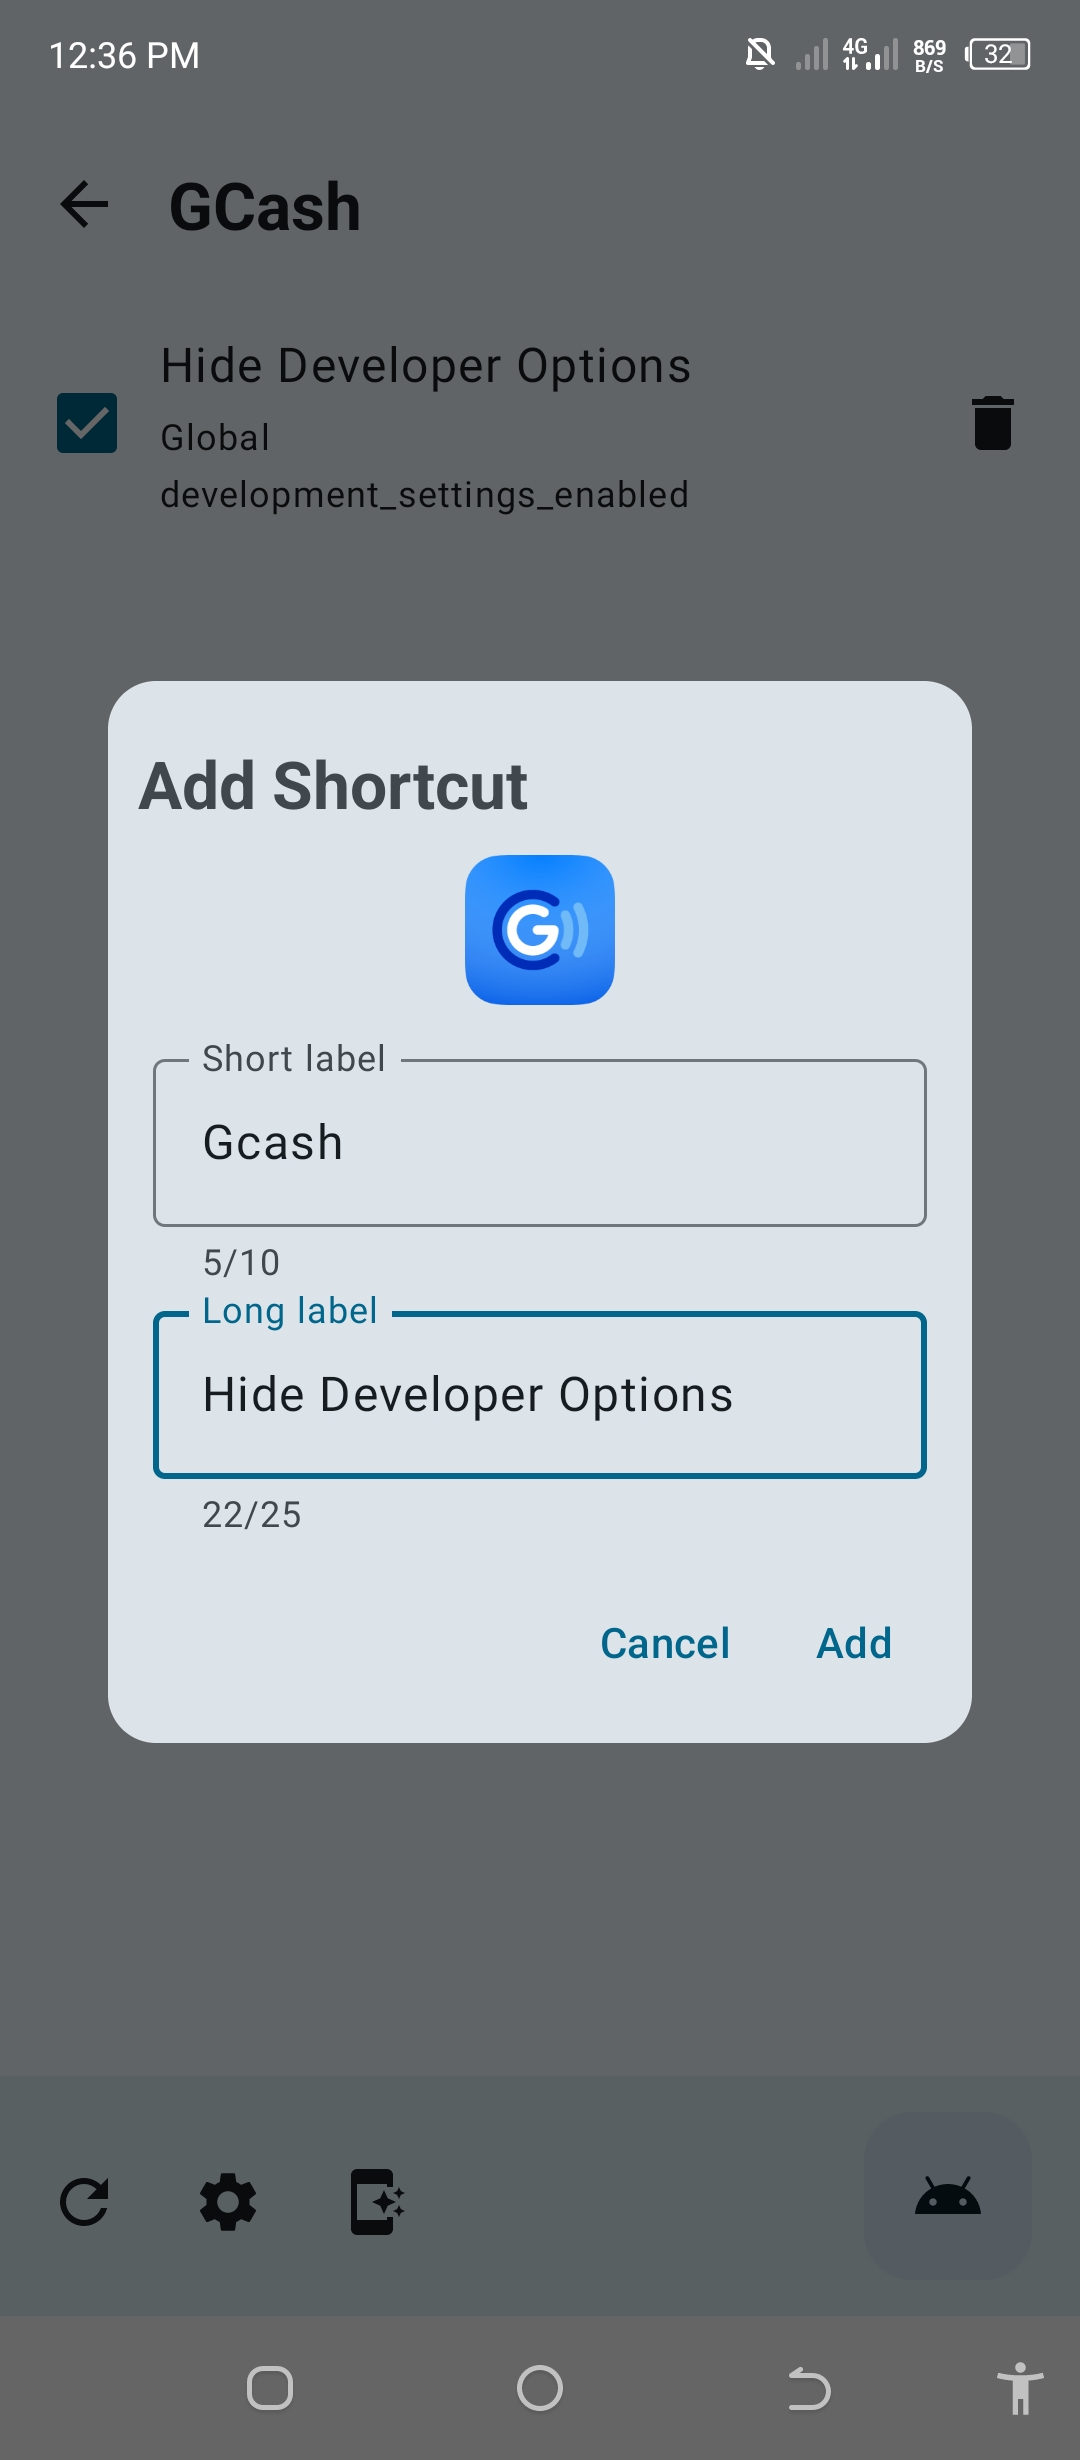 12:36 PM
4G
869
B/S
32
GCash
Hide Developer Options
Global
development_settings_enabled
Add Shortcut
G
Short label
Gcash
5/10
Long label
Hide Developer Options
22/25
Cancel
Add